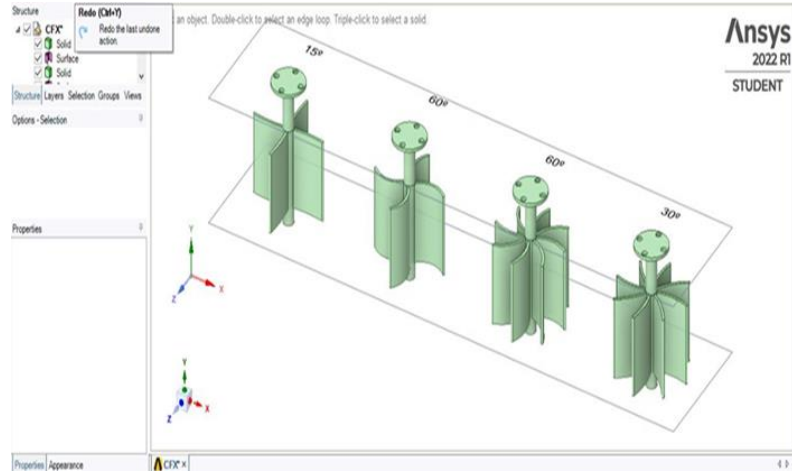 Structure
Redo (Ctrl+Y)
Redo the last undone
action.
CFX*
Solid
Surface
Solid
an object. Double-click to select an edge loop. Triple-click to select a solid.
Structure Layers Selection Groups Views
Options - Selection
Properties
Ansys
2022 R1
STUDENT
15º
60º
60º
30º
Y
X
Z
Y
X
Z
Properties Appearance
CFX* ×